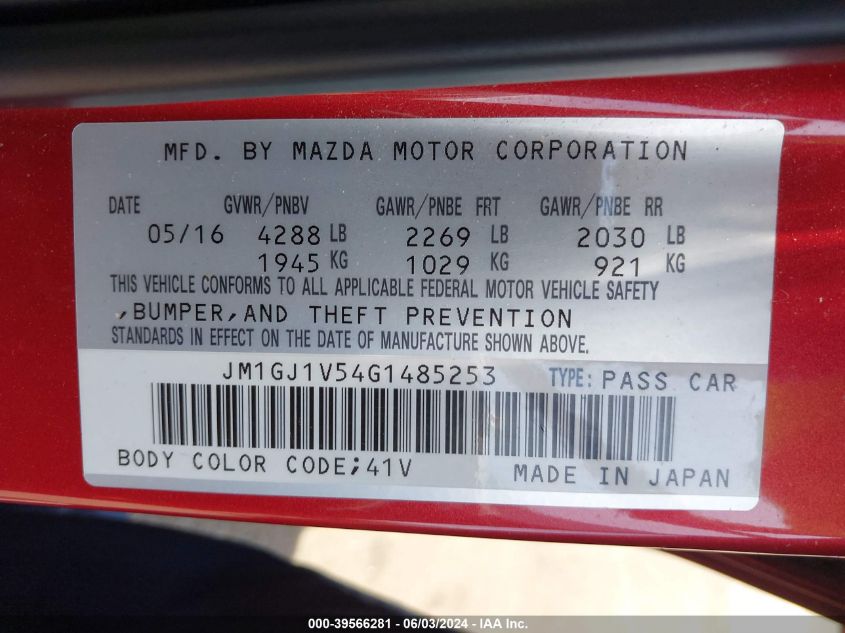 MFD. BY MAZDA MOTOR CORPORATION
DATE GVWR/PNBV GAWR/PNBE FRT GAWR/PNBE RR
05/16 4288 LB 2269 LB 2030 LB
1945 KG 1029 KG 921 KG
THIS VEHICLE CONFORMS TO ALL APPLICABLE FEDERAL MOTOR VEHICLE SAFETY
,BUMPER,AND THEFT PREVENTION
STANDARDS IN EFFECT ON THE DATE OF MANUFACTURE SHOWN ABOVE.
JM1GJ1V54G1485253 TYPE: PASS CAR
BODY COLOR CODE;41V MADE IN JAPAN
000-39566281 - 06/03/2024 - IAA Inc.